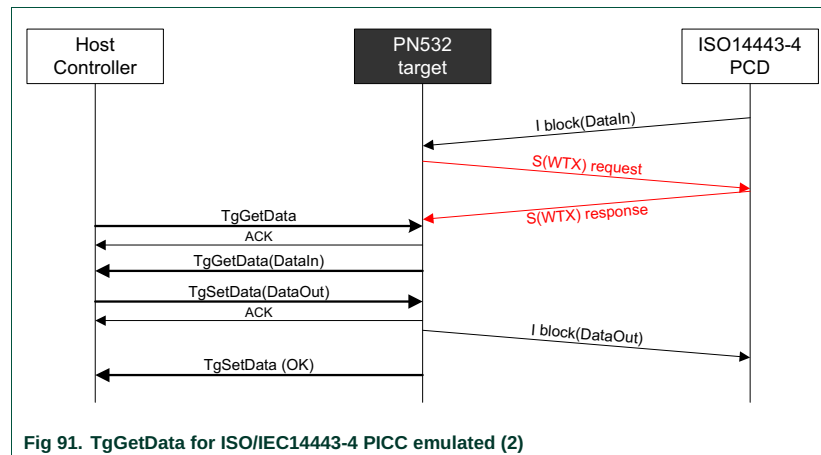 Host
Controller
PN532
target
ISO14443-4
PCD
I block(DataIn)
S(WTX) request
S(WTX) response
TgGetData
ACK
TgGetData(DataIn)
TgSetData(DataOut)
ACK
I block(DataOut)
TgSetData (OK)
Fig 91. TgGetData for ISO/IEC14443-4 PICC emulated (2)